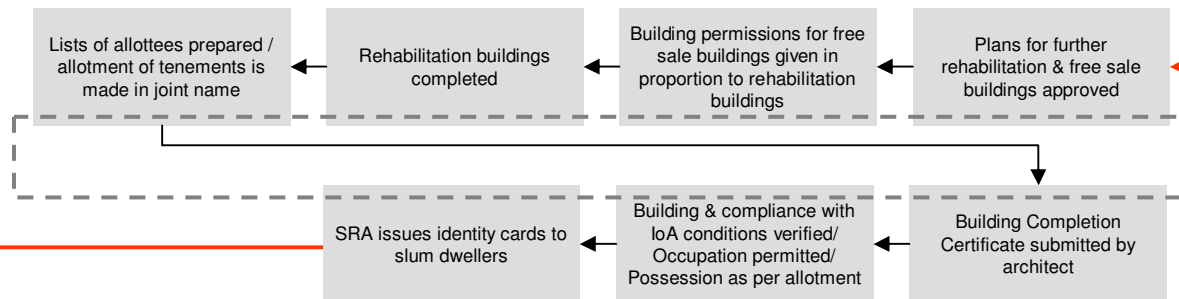 Lists of allottees prepared /
allotment of tenements is
made in joint name
Rehabilitation buildings
completed
Building permissions for free
sale buildings given in
proportion to rehabilitation
buildings
Plans for further
rehabilitation & free sale
buildings approved
SRA issues identity cards to
slum dwellers
Building & compliance with
IoA conditions verified/
Occupation permitted/
Possession as per allotment
Building Completion
Certificate submitted by
architect